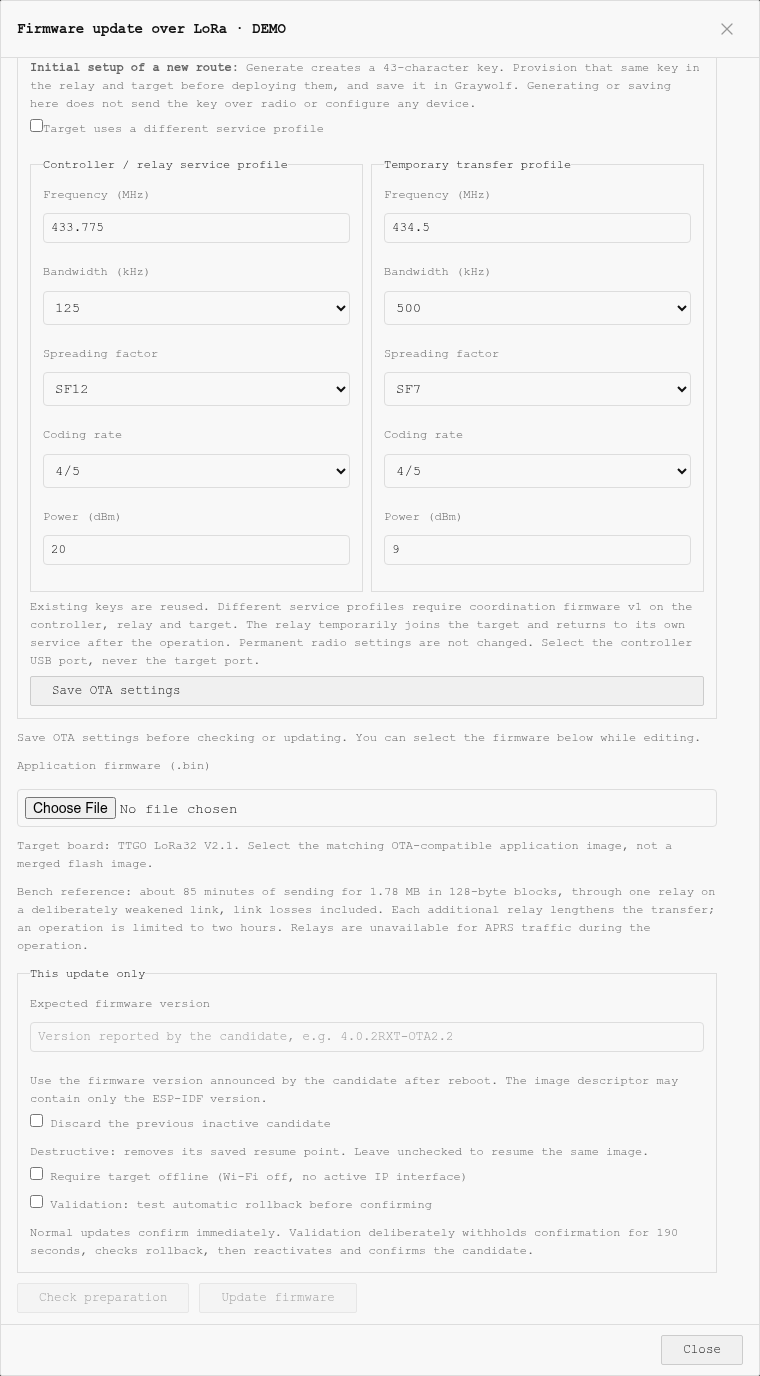 Firmware update over LoRa · DEMO
Initial setup of a new route: Generate creates a 43-character key. Provision that same key in
the relay and target before deploying them, and save it in Graywolf. Generating or saving
here does not send the key over radio or configure any device.
Target uses a different service profile
Controller / relay service profile
Frequency (MHz)
433.775
Bandwidth (kHz)
125
Spreading factor
SF12
Coding rate
4/5
Power (dBm)
20
Temporary transfer profile
Frequency (MHz)
434.5
Bandwidth (kHz)
500
Spreading factor
SF7
Coding rate
4/5
Power (dBm)
9
Existing keys are reused. Different service profiles require coordination firmware v1 on the
controller, relay and target. The relay temporarily joins the target and returns to its own
service after the operation. Permanent radio settings are not changed. Select the controller
USB port, never the target port.
Save OTA settings
Save OTA settings before checking or updating. You can select the firmware below while editing.
Application firmware (.bin)
Choose File No file chosen
Target board: TTGO LoRa32 V2.1. Select the matching OTA-compatible application image, not a
merged flash image.
Bench reference: about 85 minutes of sending for 1.78 MB in 128-byte blocks, through one relay on
a deliberately weakened link, link losses included. Each additional relay lengthens the transfer;
an operation is limited to two hours. Relays are unavailable for APRS traffic during the
operation.
This update only
Expected firmware version
Version reported by the candidate, e.g. 4.0.2RXT-OTA2.2
Use the firmware version announced by the candidate after reboot. The image descriptor may
contain only the ESP-IDF version.
Discard the previous inactive candidate
Destructive: removes its saved resume point. Leave unchecked to resume the same image.
Require target offline (Wi-Fi off, no active IP interface)
Validation: test automatic rollback before confirming
Normal updates confirm immediately. Validation deliberately withholds confirmation for 190
seconds, checks rollback, then reactivates and confirms the candidate.
Check preparation
Update firmware
Close